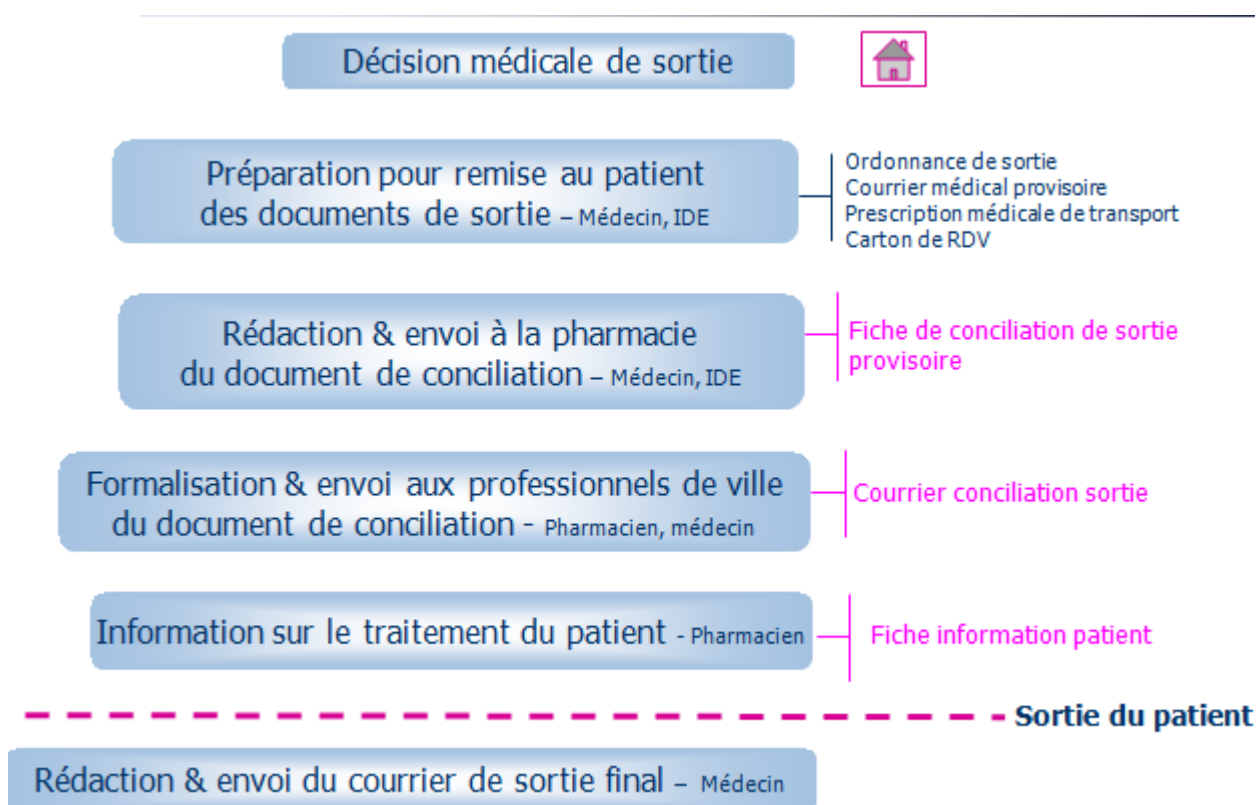 Décision médicale de sortie
Préparation pour remise au patient
des documents de sortie – Médecin, IDE
Ordonnance de sortie
Courrier médical provisoire
Prescription médicale de transport
Carton de RDV
Rédaction & envoi à la pharmacie
du document de conciliation – Médecin, IDE
Fiche de conciliation de sortie
provisoire
Formalisation & envoi aux professionnels de ville
du document de conciliation - Pharmacien, médecin
Courrier conciliation sortie
Information sur le traitement du patient - Pharmacien
Fiche information patient
Sortie du patient
Rédaction & envoi du courrier de sortie final – Médecin